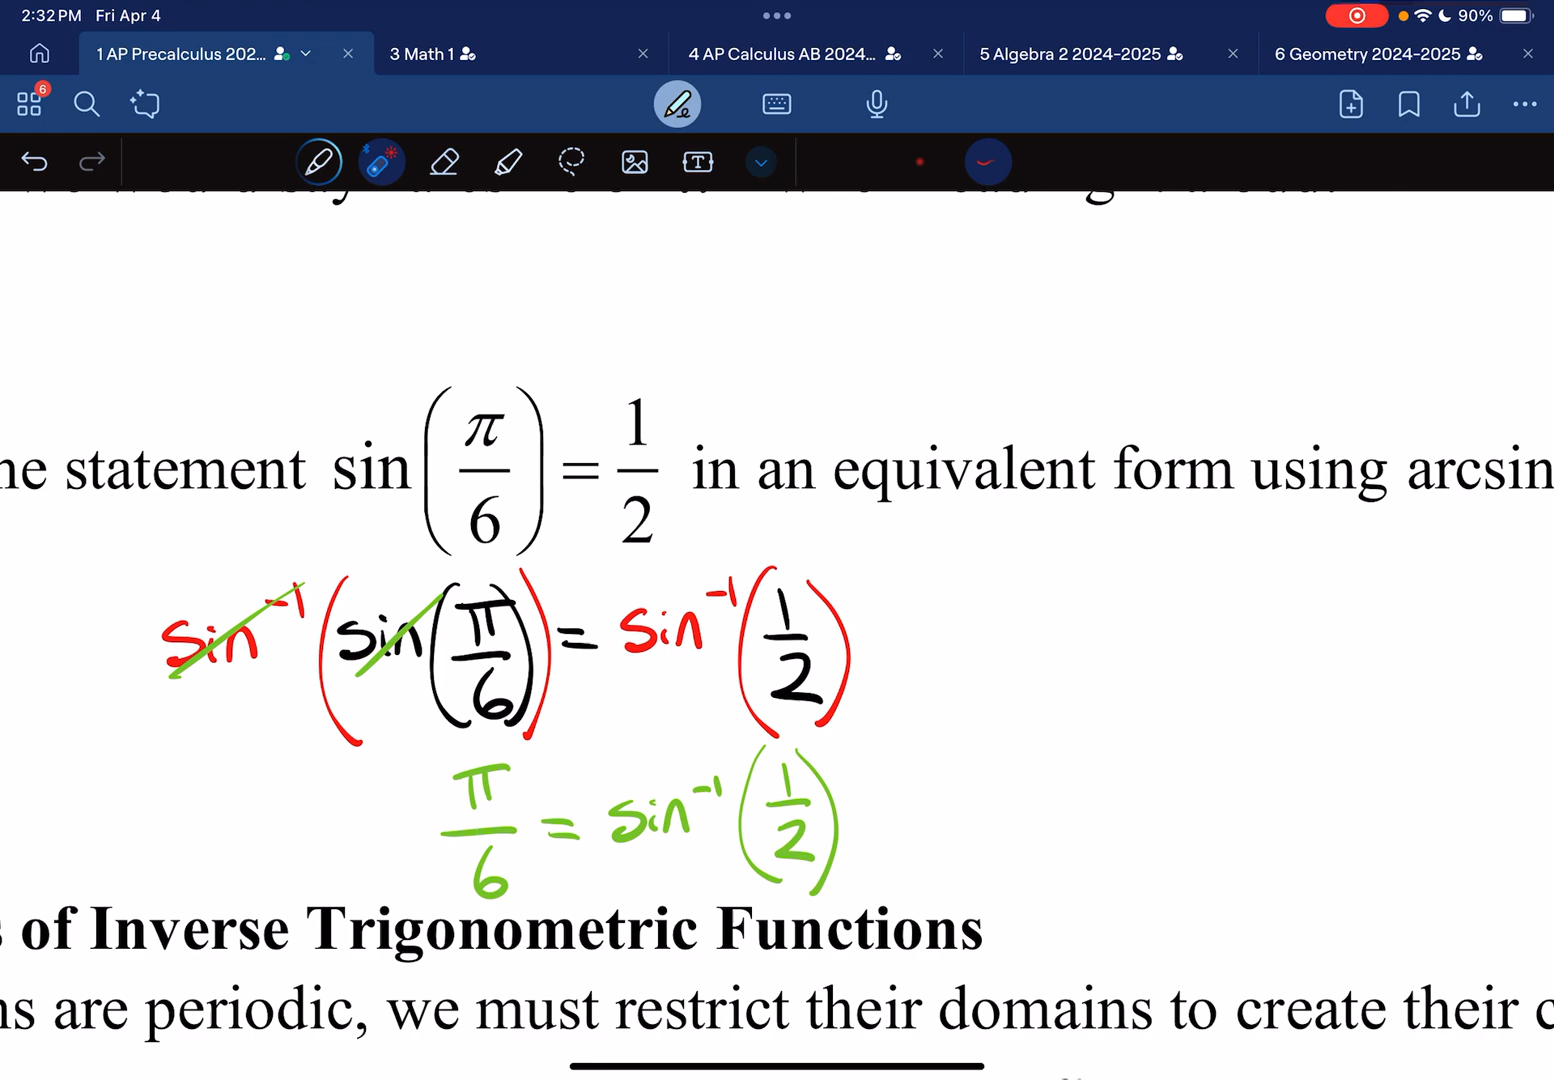 2:32 PM Fri Apr 4 90%
1 AP Precalculus 202... 3 Math 1 4 AP Calculus AB 2024... 5 Algebra 2 2024-2025 6 Geometry 2024-2025
6
T
he statement sin(π/6) = 1/2 in an equivalent form using arcsin
sin⁻¹(sin(π/6)) = sin⁻¹(1/2)
π/6 = sin⁻¹(1/2)
s of Inverse Trigonometric Functions
ns are periodic, we must restrict their domains to create their c